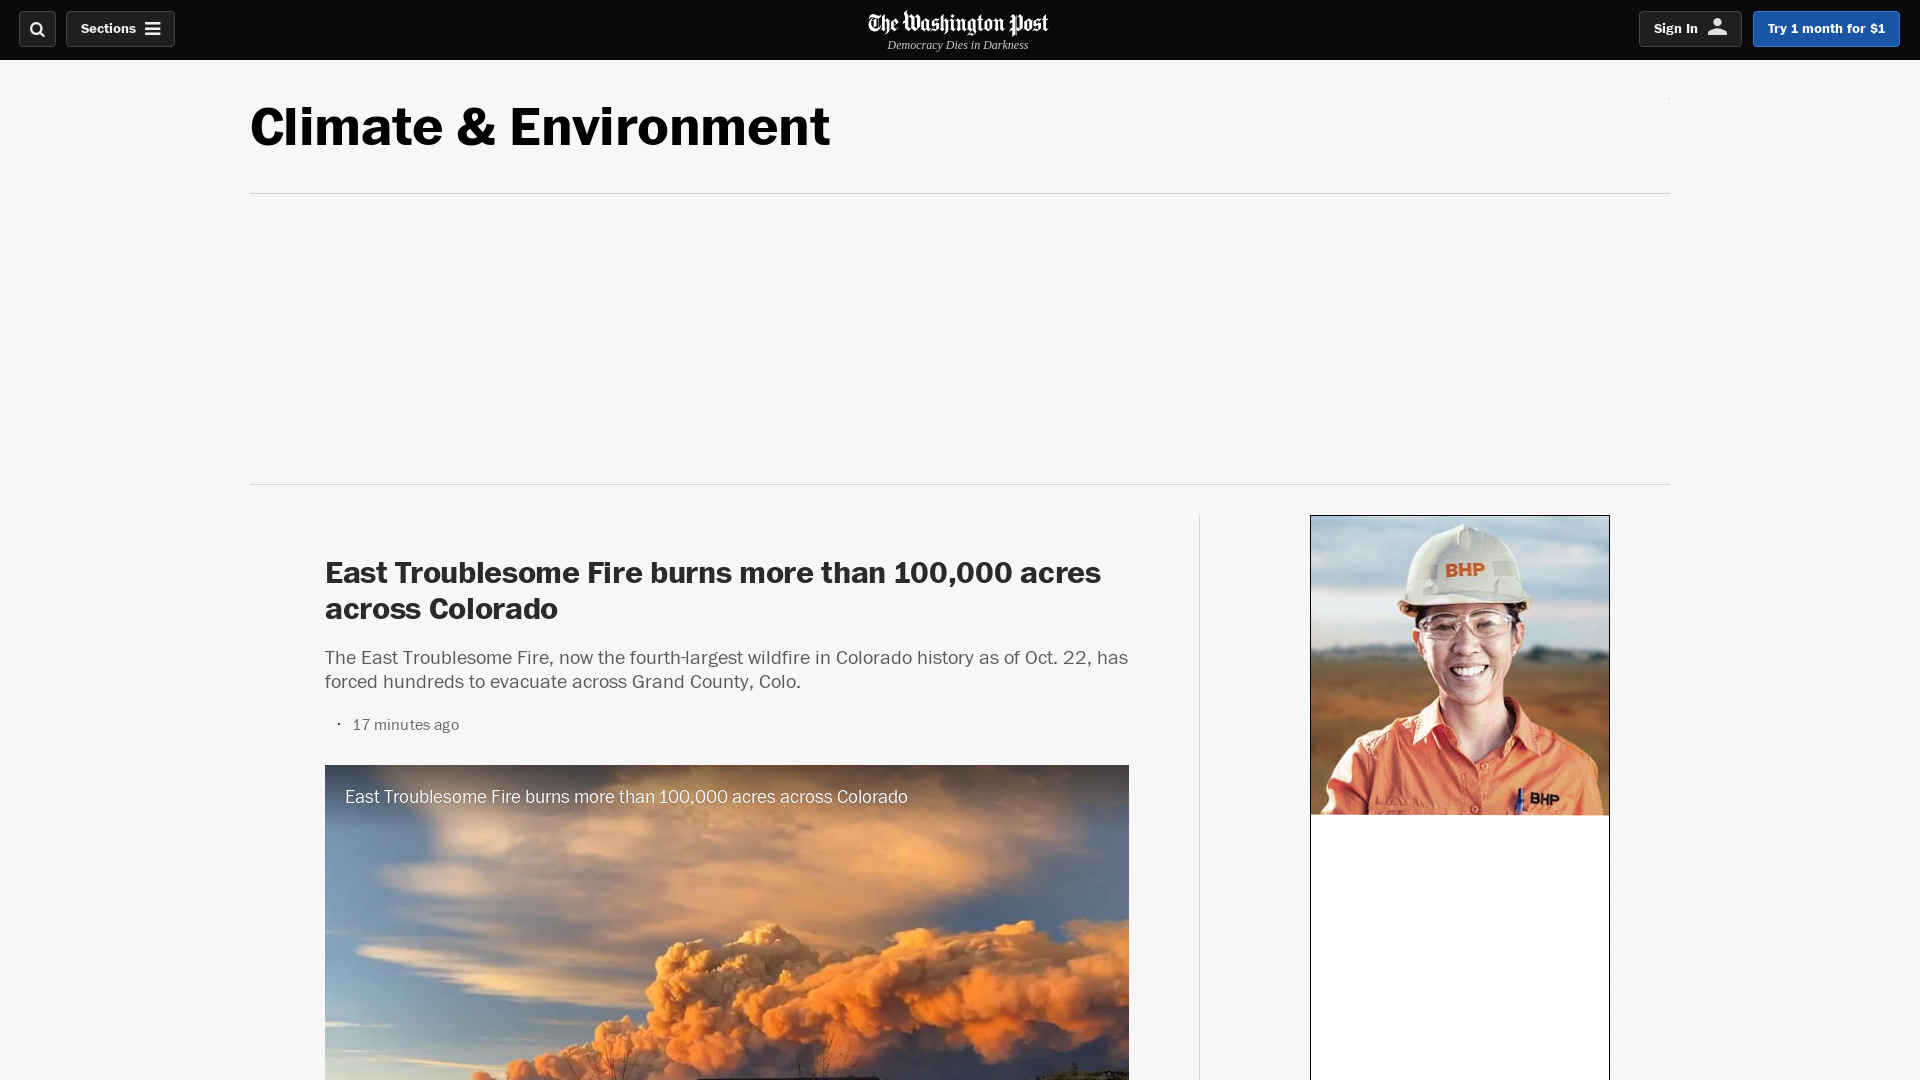 Sections
The Washington Post
Democracy Dies in Darkness
Sign In
Try 1 month for $1
Climate & Environment
East Troublesome Fire burns more than 100,000 acres
across Colorado
The East Troublesome Fire, now the fourth-largest wildfire in Colorado history as of Oct. 22, has
forced hundreds to evacuate across Grand County, Colo.
· 17 minutes ago
East Troublesome Fire burns more than 100,000 acres across Colorado
BHP
BHP